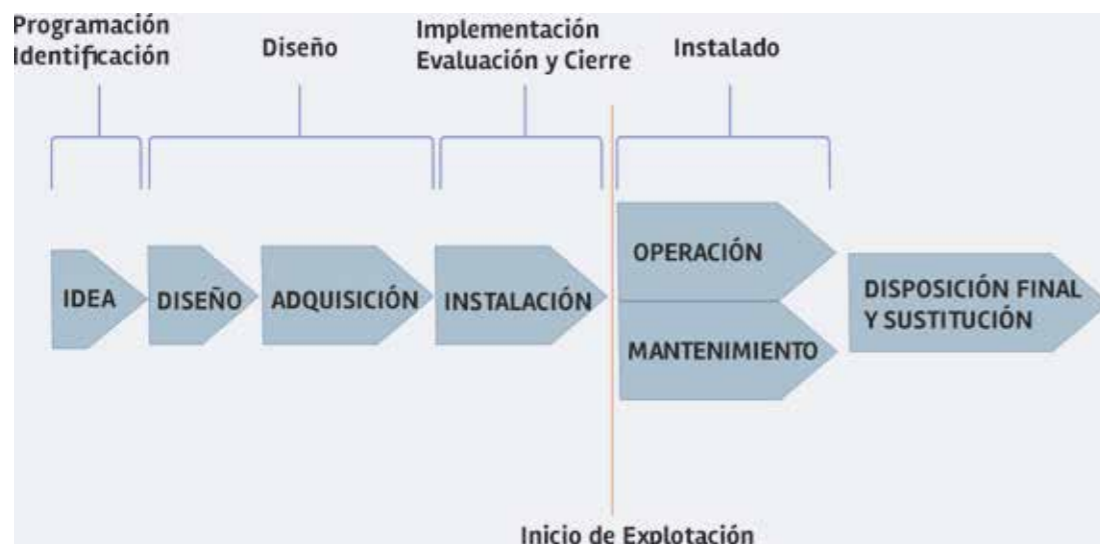 Programación
Identificación
Diseño
Implementación
Evaluación y Cierre
Instalado
IDEA
DISEÑO
ADQUISICIÓN
INSTALACIÓN
OPERACIÓN
MANTENIMIENTO
DISPOSICIÓN FINAL
Y SUSTITUCIÓN
Inicio de Explotación